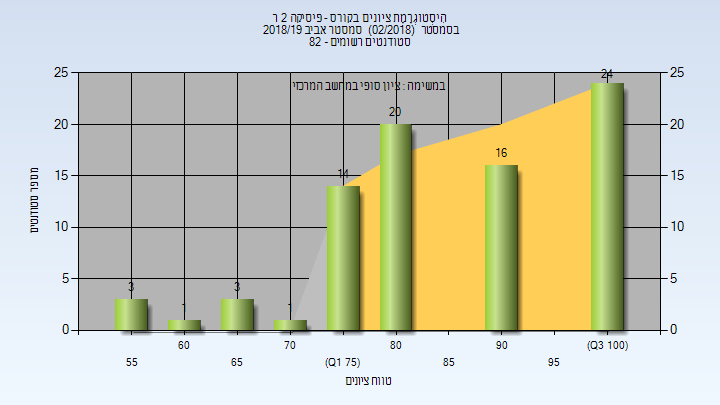 היסטוגרמת ציונים בקורס - פיסיקה 2 ר
בסמסטר (02/2018) סמסטר אביב 2018/19
סטודנטים רשומים - 82
במשימה : ציון סופי במחשב המרכזי
25 25
20 20
15 15
10 10
5 5
0 0
מספר סטודנטים
3 1 3 1 14 20 16 24
60 70 80 90 (Q3 100)
55 65 (Q1 75) 85 95
טווח ציונים